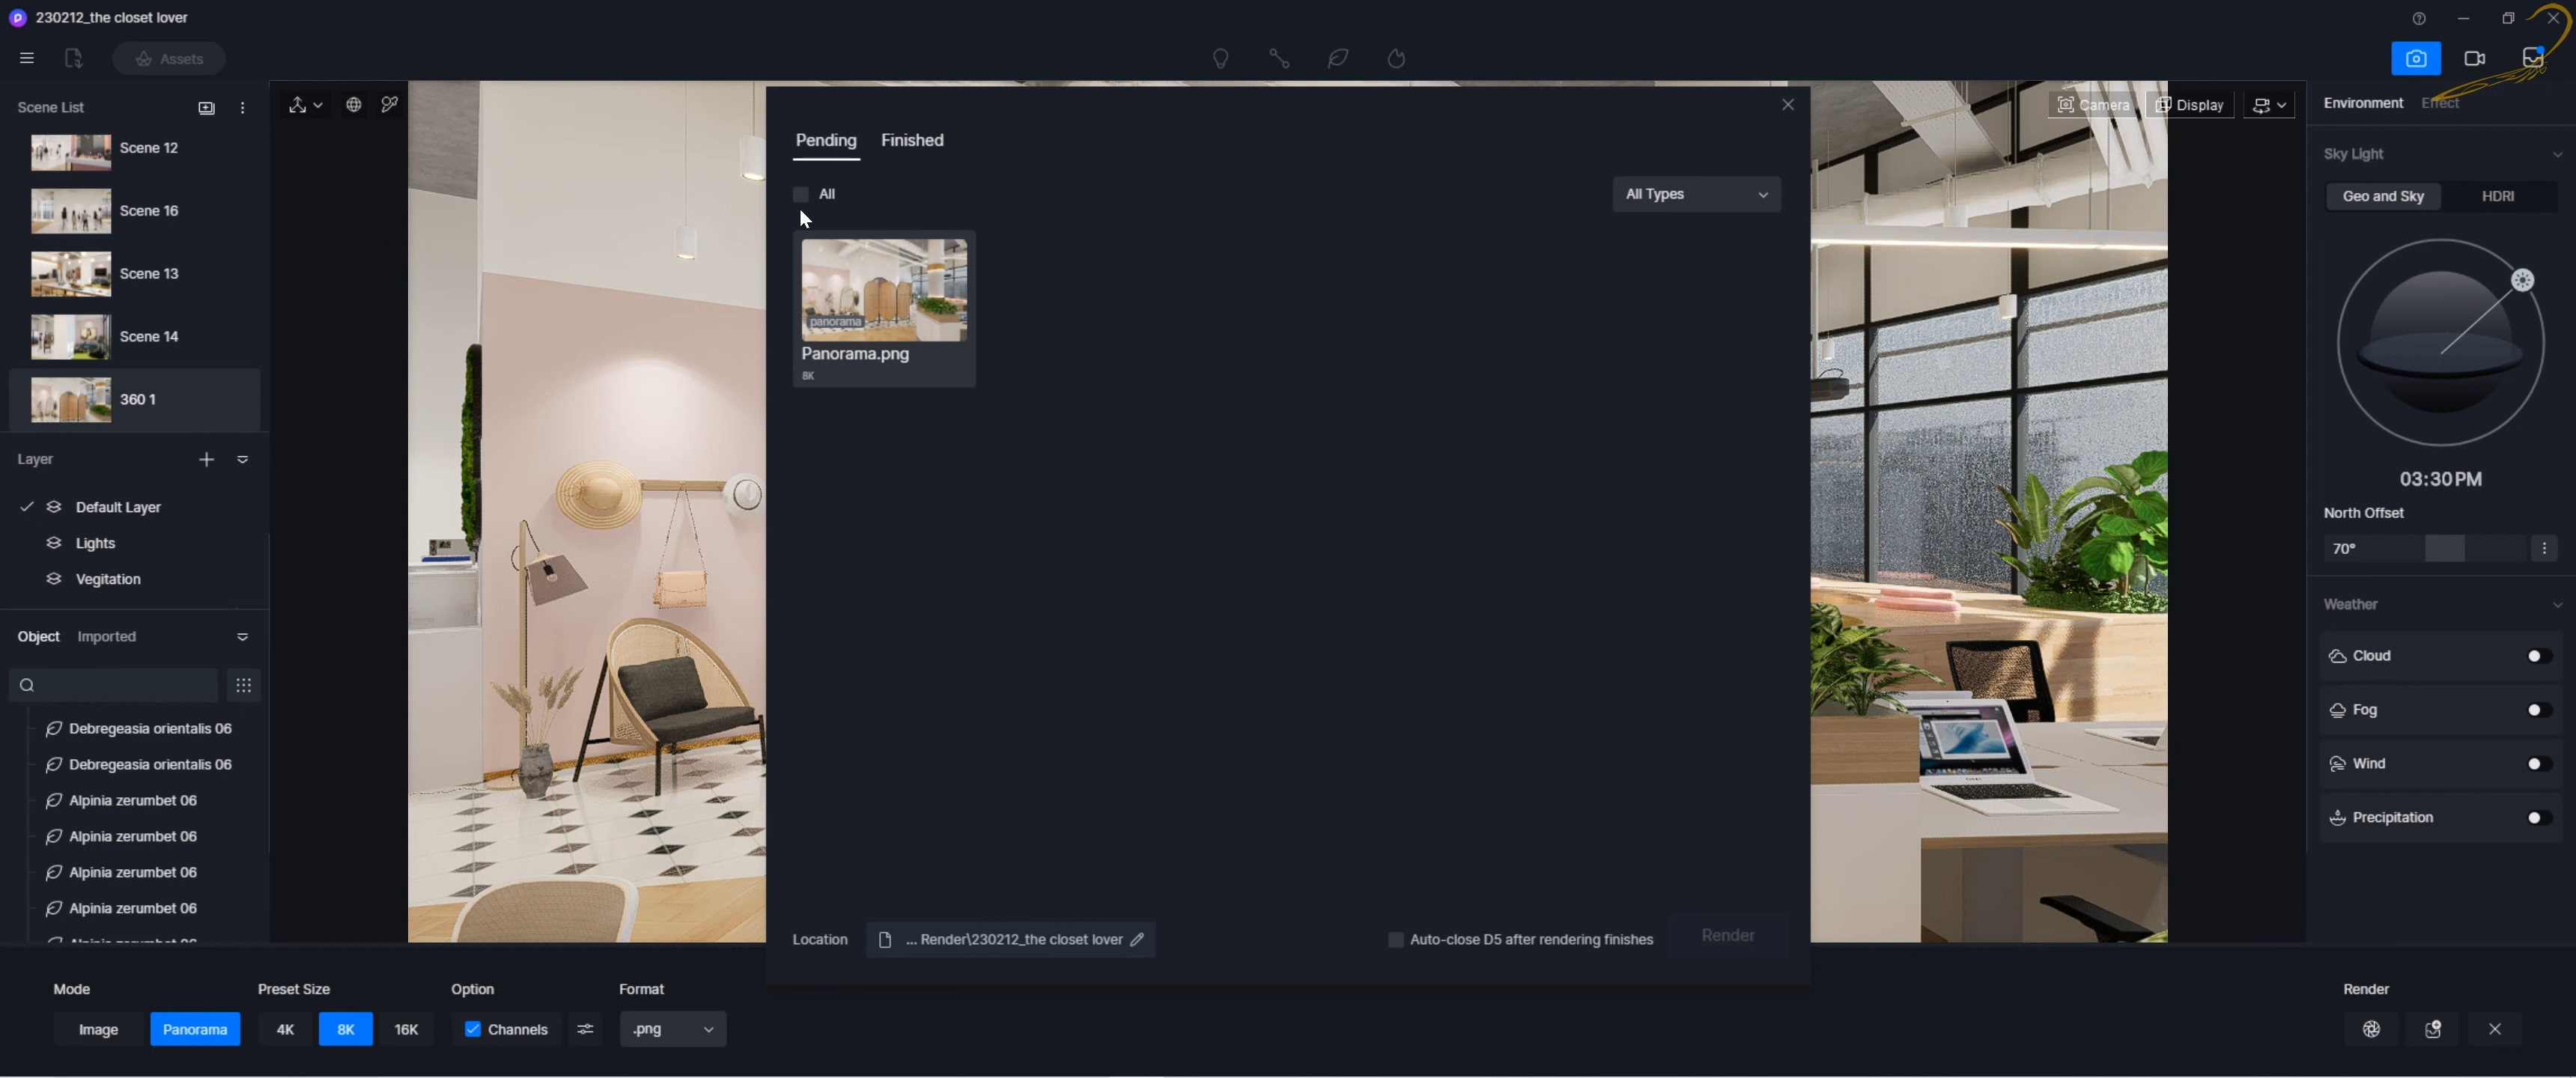 230212_the closet lover
Assets
Scene List
Scene 12
Scene 16
Scene 13
Scene 14
360 1
Layer
Default Layer
Lights
Vegitation
Object Imported
Debregeasia orientalis 06
Debregeasia orientalis 06
Alpinia zerumbet 06
Alpinia zerumbet 06
Alpinia zerumbet 06
Alpinia zerumbet 06
Pending Finished
All
All Types
panorama
Panorama.png
8K
Location
... Render\230212_the closet lover
Auto-close D5 after rendering finishes
Render
Camera
Display
Environment Effect
Sky Light
Geo and Sky HDRI
03:30PM
North Offset
70°
Weather
Cloud
Fog
Wind
Precipitation
Mode Preset Size Option Format
Image Panorama 4K 8K 16K Channels .png
Render